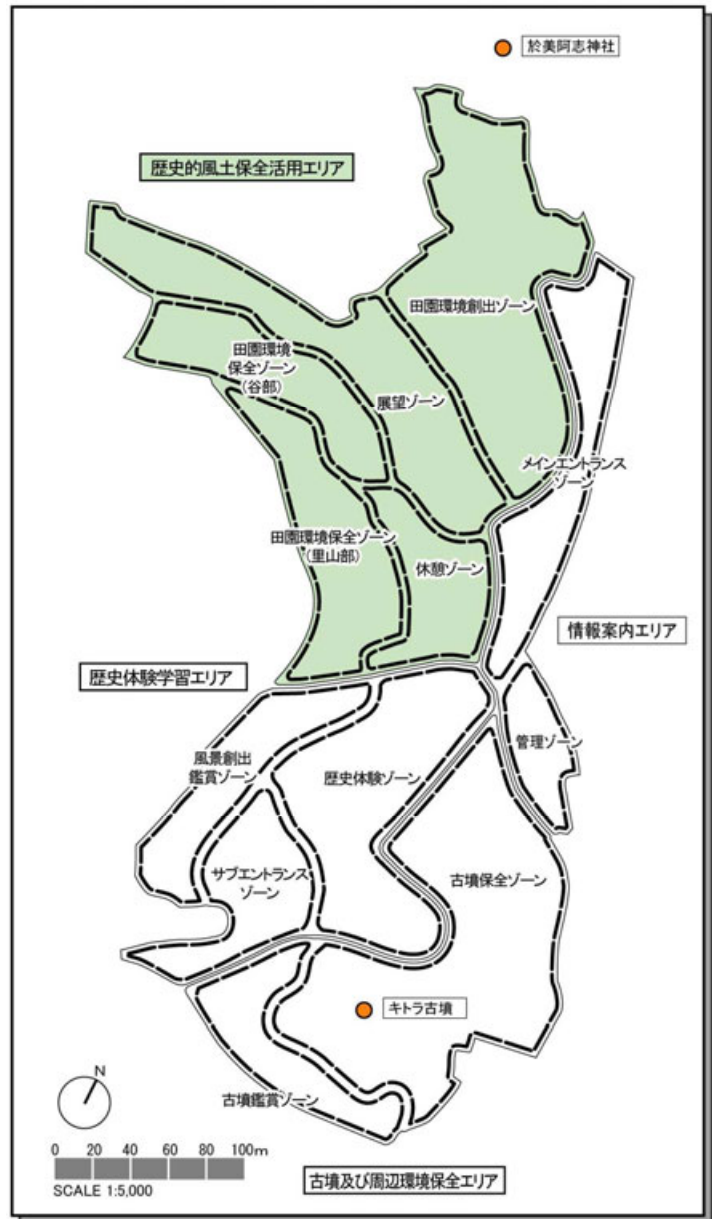 於美阿志神社
歴史的風土保全活用エリア
田園環境創出ゾーン
田園環境
保全ゾーン
（谷部）
展望ゾーン
メインエントランス
ゾーン
田園環境保全ゾーン
（里山部）
休憩ゾーン
情報案内エリア
歴史体験学習エリア
風景創出
鑑賞ゾーン
歴史体験ゾーン
管理ゾーン
サブエントランス
ゾーン
古墳保全ゾーン
キトラ古墳
古墳鑑賞ゾーン
N
0 20 40 60 80 100m
SCALE 1:5,000
古墳及び周辺環境保全エリア